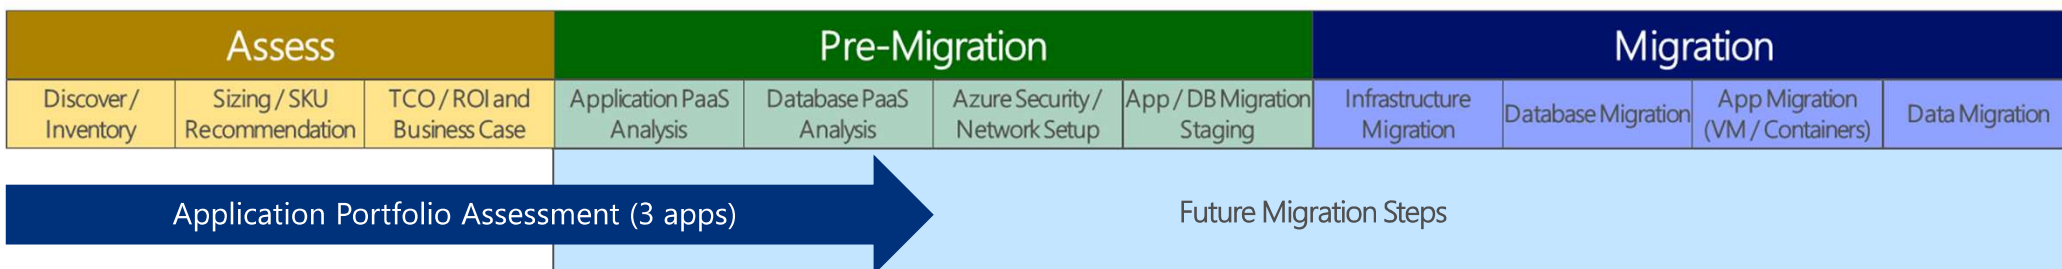 Assess
Pre-Migration
Migration
Discover /
Inventory
Sizing / SKU
Recommendation
TCO / ROI and
Business Case
Application PaaS
Analysis
Database PaaS
Analysis
Azure Security /
Network Setup
App / DB Migration
Staging
Infrastructure
Migration
Database Migration
App Migration
(VM / Containers)
Data Migration
Application Portfolio Assessment (3 apps)
Future Migration Steps